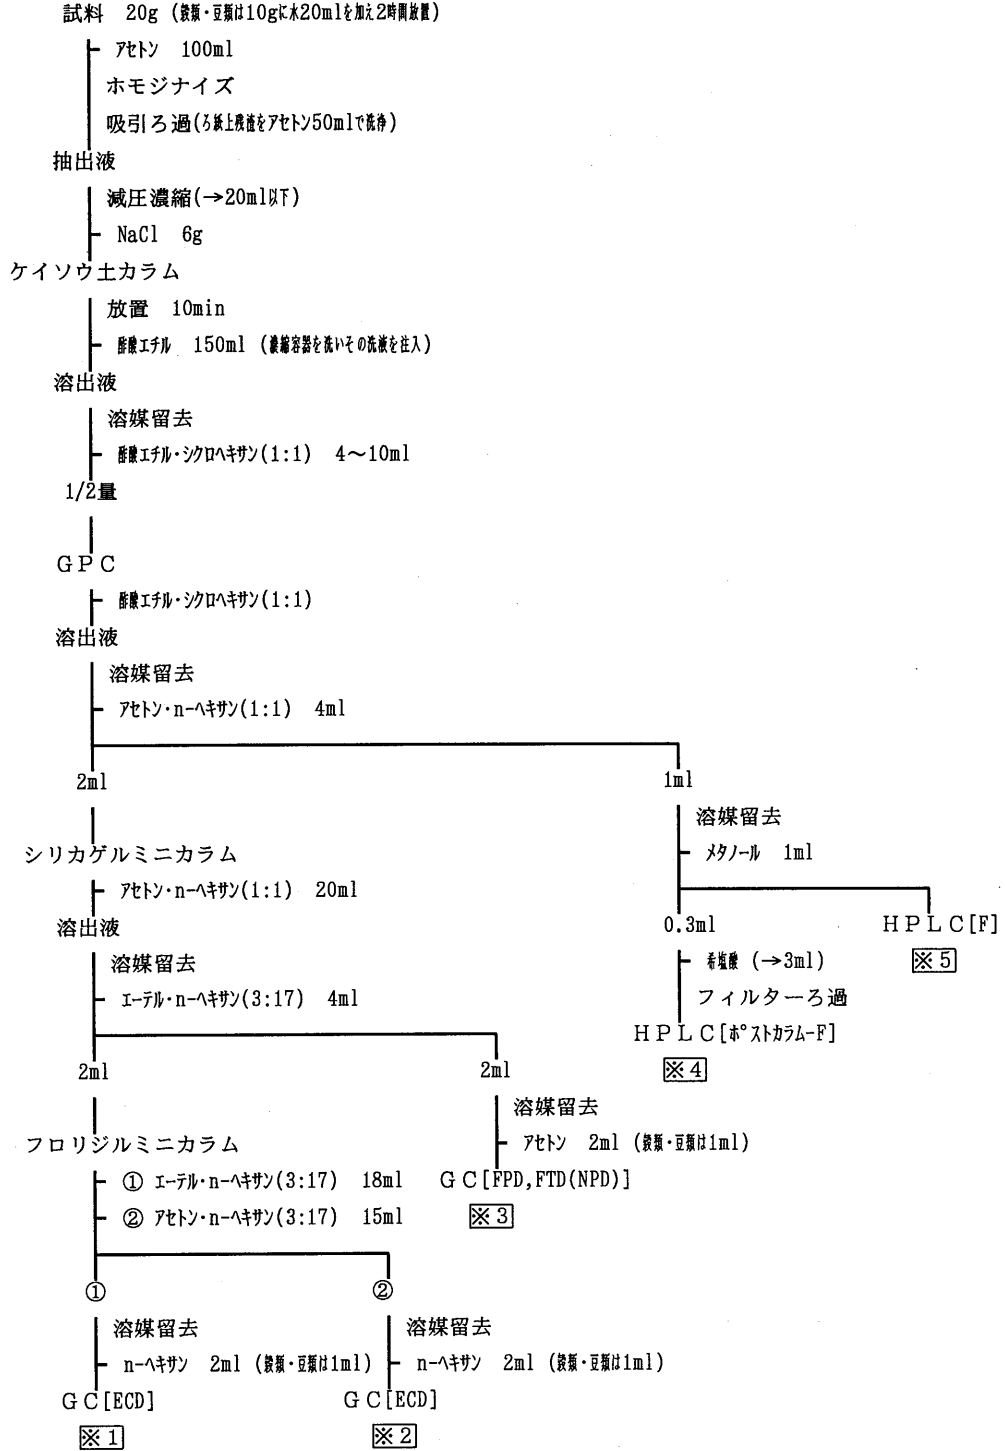 試料　20g (穀類・豆類は10gに水20mlを加え2時間放置)
ｱｾﾄﾝ　100ml
ホモジナイズ
吸引ろ過(ろ紙上残渣をｱｾﾄﾝ50mlで洗浄)
抽出液
減圧濃縮(→20ml以下)
NaCl　6g
ケイソウ土カラム
放置　10min
酢酸ｴﾁﾙ　150ml (濃縮容器を洗いその洗液を注入)
溶出液
溶媒留去
酢酸ｴﾁﾙ・ｼｸﾛﾍｷｻﾝ(1:1)　4～10ml
1/2量
ＧＰＣ
酢酸ｴﾁﾙ・ｼｸﾛﾍｷｻﾝ(1:1)
溶出液
溶媒留去
ｱｾﾄﾝ・n-ﾍｷｻﾝ(1:1)　4ml
2ml
1ml
溶媒留去
ﾒﾀﾉｰﾙ　1ml
シリカゲルミニカラム
ｱｾﾄﾝ・n-ﾍｷｻﾝ(1:1)　20ml
溶出液
0.3ml
ＨＰＬＣ[F]
※５
溶媒留去
希塩酸 (→3ml)
フィルターろ過
ｴｰﾃﾙ・n-ﾍｷｻﾝ(3:17)　4ml
ＨＰＬＣ[ﾎﾟｽﾄｶﾗﾑ-F]
※４
2ml
2ml
溶媒留去
ｱｾﾄﾝ　2ml (穀類・豆類は1ml)
フロリジルミニカラム
① ｴｰﾃﾙ・n-ﾍｷｻﾝ(3:17)　18ml
ＧＣ[FPD,FTD(NPD)]
② ｱｾﾄﾝ・n-ﾍｷｻﾝ(3:17)　15ml
※３
①
②
溶媒留去
溶媒留去
n-ﾍｷｻﾝ　2ml (穀類・豆類は1ml)
n-ﾍｷｻﾝ　2ml (穀類・豆類は1ml)
ＧＣ[ECD]
ＧＣ[ECD]
※１
※２